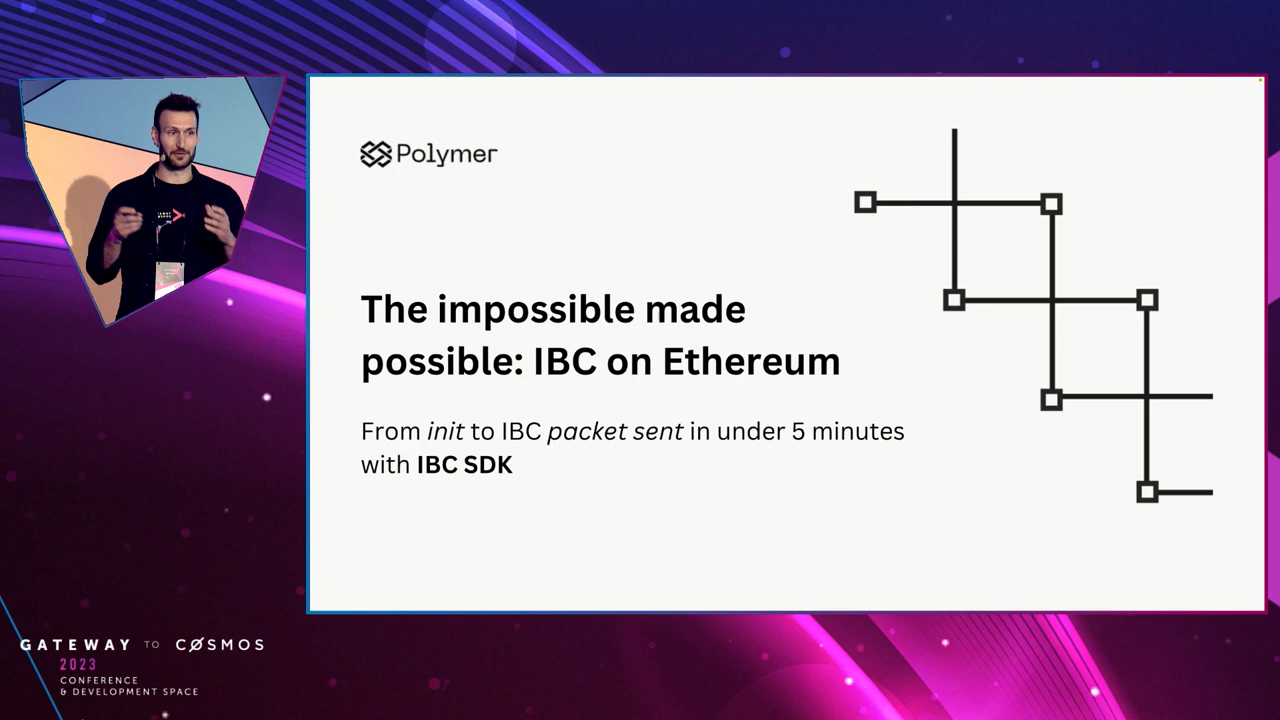 Polymer
The impossible made
possible: IBC on Ethereum
From init to IBC packet sent in under 5 minutes
with IBC SDK
GATEWAY TO COSMOS
2023
CONFERENCE
& DEVELOPMENT SPACE